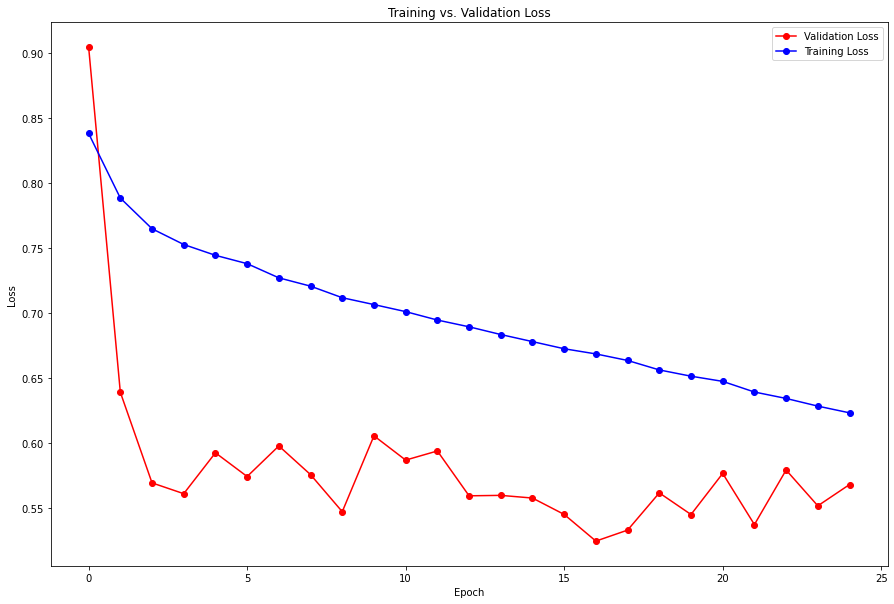 Training vs. Validation Loss
Validation Loss
Training Loss
0.90
0.85
0.80
0.75
0.70
0.65
0.60
0.55
Loss
0
5
10
15
20
25
Epoch